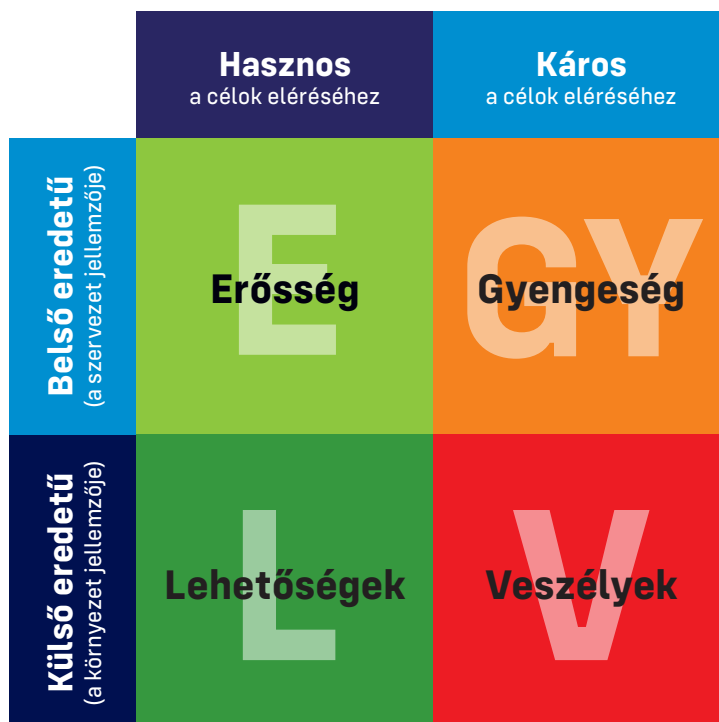 Hasznos
a célok eléréséhez
Káros
a célok eléréséhez
Belső eredetű
(a szervezet jellemzője)
E
Erősség
GY
Gyengeség
Külső eredetű
(a környezet jellemzője)
L
Lehetőségek
V
Veszélyek